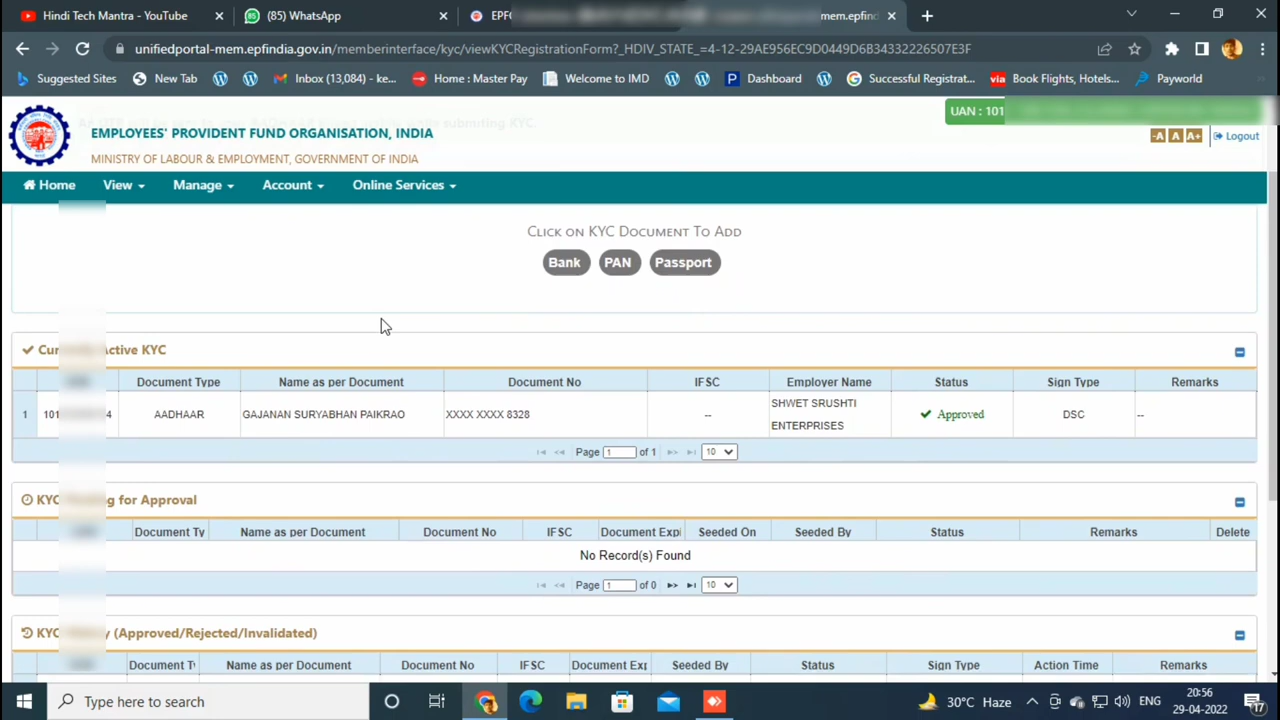 Hindi Tech Mantra - YouTube
(85) WhatsApp
EPFO
mem.epfind
unifiedportal-mem.epfindia.gov.in/memberinterface/kyc/viewKYCRegistrationForm?_HDIV_STATE_=4-12-29AE956EC9D0449D6B34332226507E3F
Suggested Sites
New Tab
Inbox (13,084) - ke...
Home : Master Pay
Welcome to IMD
Dashboard
Successful Registrat...
via Book Flights, Hotels...
Payworld
UAN : 101
EMPLOYEES' PROVIDENT FUND ORGANISATION, INDIA
MINISTRY OF LABOUR & EMPLOYMENT, GOVERNMENT OF INDIA
-A A A+ Logout
Home View Manage Account Online Services
Click on KYC Document To Add
Bank PAN Passport
Active KYC
Document Type Name as per Document Document No IFSC Employer Name Status Sign Type Remarks
1 101 4 AADHAAR GAJANAN SURYABHAN PAIKRAO XXXX XXXX 8328 -- SHWET SRUSHTI ENTERPRISES Approved DSC --
Page 1 of 1 10
KYC for Approval
Document Ty Name as per Document Document No IFSC Document Expi Seeded On Seeded By Status Remarks Delete
No Record(s) Found
Page 1 of 0 10
KYC (Approved/Rejected/Invalidated)
Document T Name as per Document Document No IFSC Document Exp Seeded By Status Sign Type Action Time Remarks
Type here to search
30°C Haze
ENG
20:56
29-04-2022
17